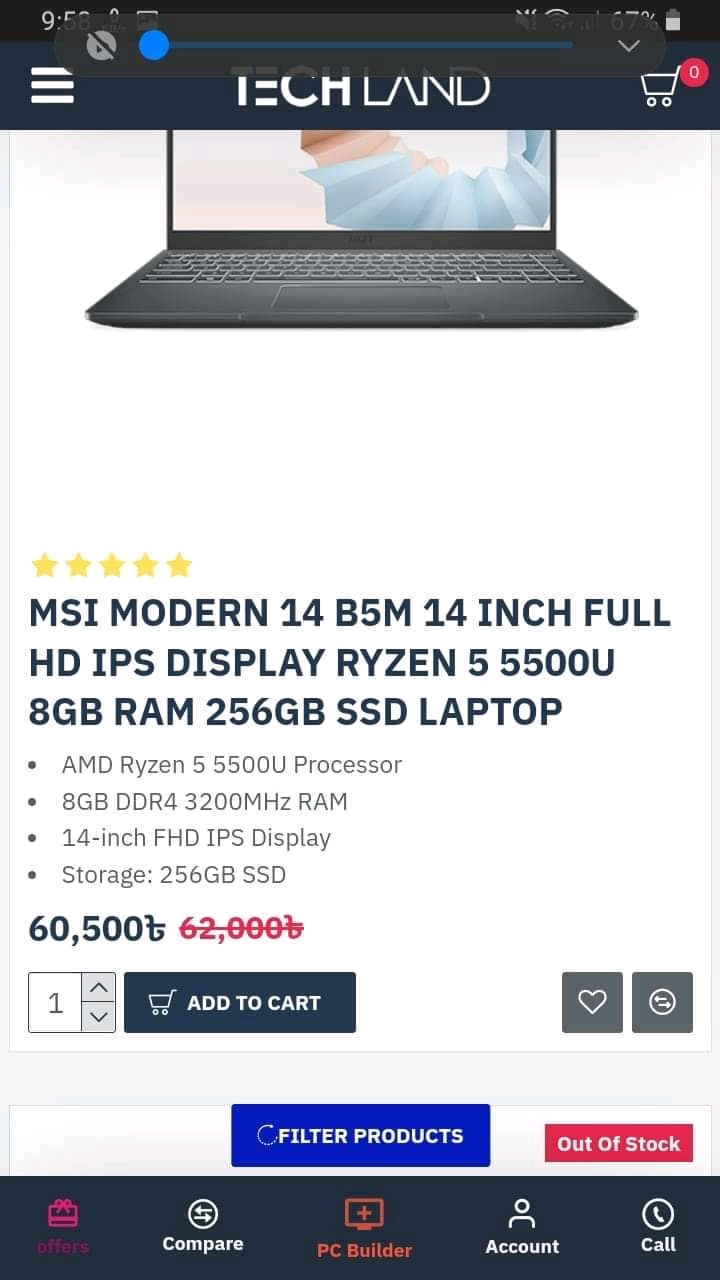 9:58
67%
TECHLAND
0
MSI MODERN 14 B5M 14 INCH FULL
HD IPS DISPLAY RYZEN 5 5500U
8GB RAM 256GB SSD LAPTOP
AMD Ryzen 5 5500U Processor
8GB DDR4 3200MHz RAM
14-inch FHD IPS Display
Storage: 256GB SSD
60,500৳ 62,000৳
1
ADD TO CART
FILTER PRODUCTS
Out Of Stock
offers
Compare
PC Builder
Account
Call